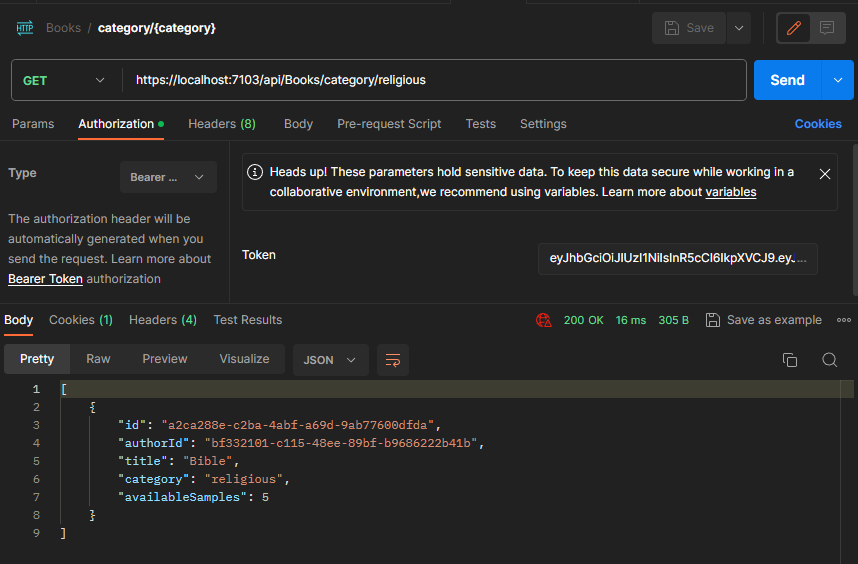 HTTP Books / category/{category} Save
GET https://localhost:7103/api/Books/category/religious Send
Params Authorization Headers (8) Body Pre-request Script Tests Settings Cookies
Type
Bearer ...
The authorization header will be
automatically generated when you
send the request. Learn more about
Bearer Token authorization
Heads up! These parameters hold sensitive data. To keep this data secure while working in a
collaborative environment,we recommend using variables. Learn more about variables
Token
eyJhbGciOiJIUzI1NiIsInR5cCI6IkpXVCJ9.eyJ...
Body Cookies (1) Headers (4) Test Results 200 OK 16 ms 305 B Save as example
Pretty Raw Preview Visualize JSON
1 [
2 {
3 "id": "a2ca288e-c2ba-4abf-a69d-9ab77600dfda",
4 "authorId": "bf332101-c115-48ee-89bf-b9686222b41b",
5 "title": "Bible",
6 "category": "religious",
7 "availableSamples": 5
8 }
9 ]